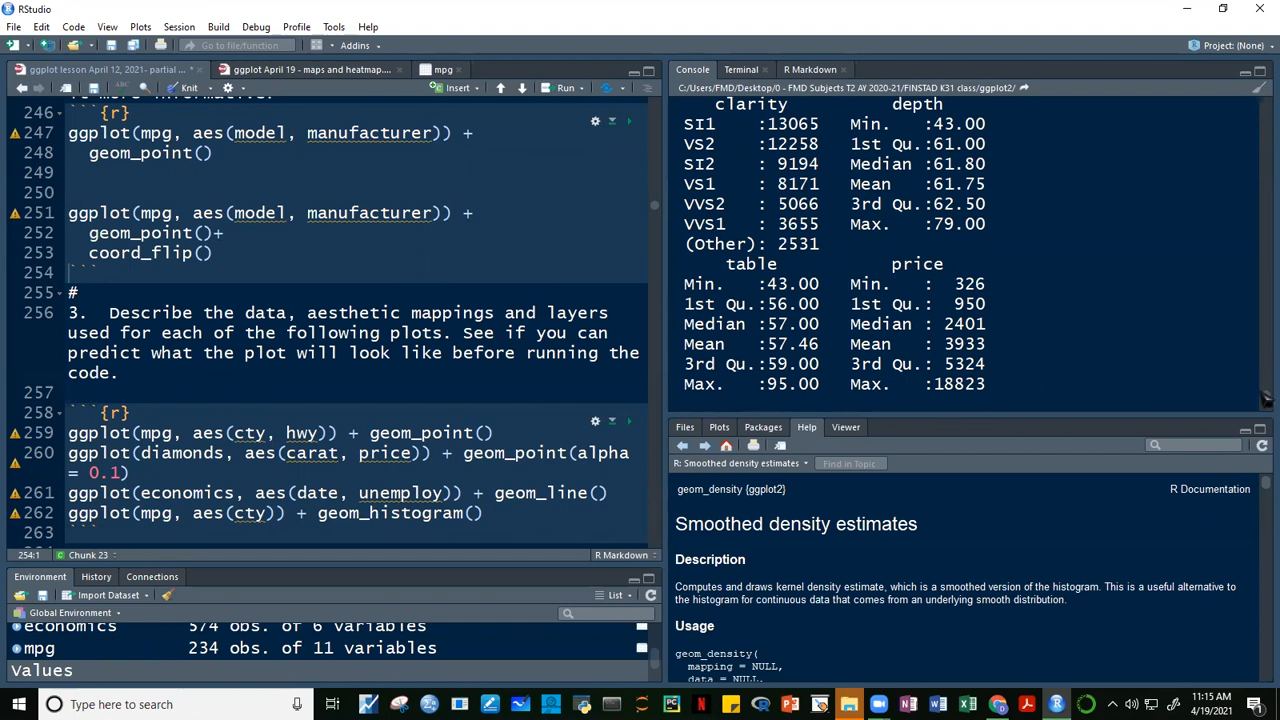 RStudio
File Edit Code View Plots Session Build Debug Profile Tools Help
Go to file/function Addins Project: (None)
ggplot lesson April 12, 2021- partial ... * ggplot April 19 - maps and heatmap.... mpg
Knit Insert Run
246 ```{r}
247 ggplot(mpg, aes(model, manufacturer)) +
248 geom_point()
249
250
251 ggplot(mpg, aes(model, manufacturer)) +
252 geom_point()+
253 coord_flip()
254 ```
255 #
256 3. Describe the data, aesthetic mappings and layers
used for each of the following plots. See if you can
predict what the plot will look like before running the
code.
257
258 ```{r}
259 ggplot(mpg, aes(cty, hwy)) + geom_point()
260 ggplot(diamonds, aes(carat, price)) + geom_point(alpha
= 0.1)
261 ggplot(economics, aes(date, unemploy)) + geom_line()
262 ggplot(mpg, aes(cty)) + geom_histogram()
263 ```
254:1 Chunk 23 R Markdown
Environment History Connections
Import Dataset List
Global Environment
economics 574 obs. of 6 variables
mpg 234 obs. of 11 variables
Values
Console Terminal R Markdown
C:/Users/FMD/Desktop/0 - FMD Subjects T2 AY 2020-21/FINSTAD K31 class/ggplot2/
clarity depth
SI1 :13065 Min. :43.00
VS2 :12258 1st Qu.:61.00
SI2 : 9194 Median :61.80
VS1 : 8171 Mean :61.75
VVS2 : 5066 3rd Qu.:62.50
VVS1 : 3655 Max. :79.00
(Other): 2531
table price
Min. :43.00 Min. : 326
1st Qu.:56.00 1st Qu.: 950
Median :57.00 Median : 2401
Mean :57.46 Mean : 3933
3rd Qu.:59.00 3rd Qu.: 5324
Max. :95.00 Max. :18823
Files Plots Packages Help Viewer
R: Smoothed density estimates Find in Topic
geom_density {ggplot2} R Documentation
Smoothed density estimates
Description
Computes and draws kernel density estimate, which is a smoothed version of the histogram. This is a useful alternative to
the histogram for continuous data that comes from an underlying smooth distribution.
Usage
geom_density(
mapping = NULL,
data = NULL,
Type here to search
11:15 AM
4/19/2021